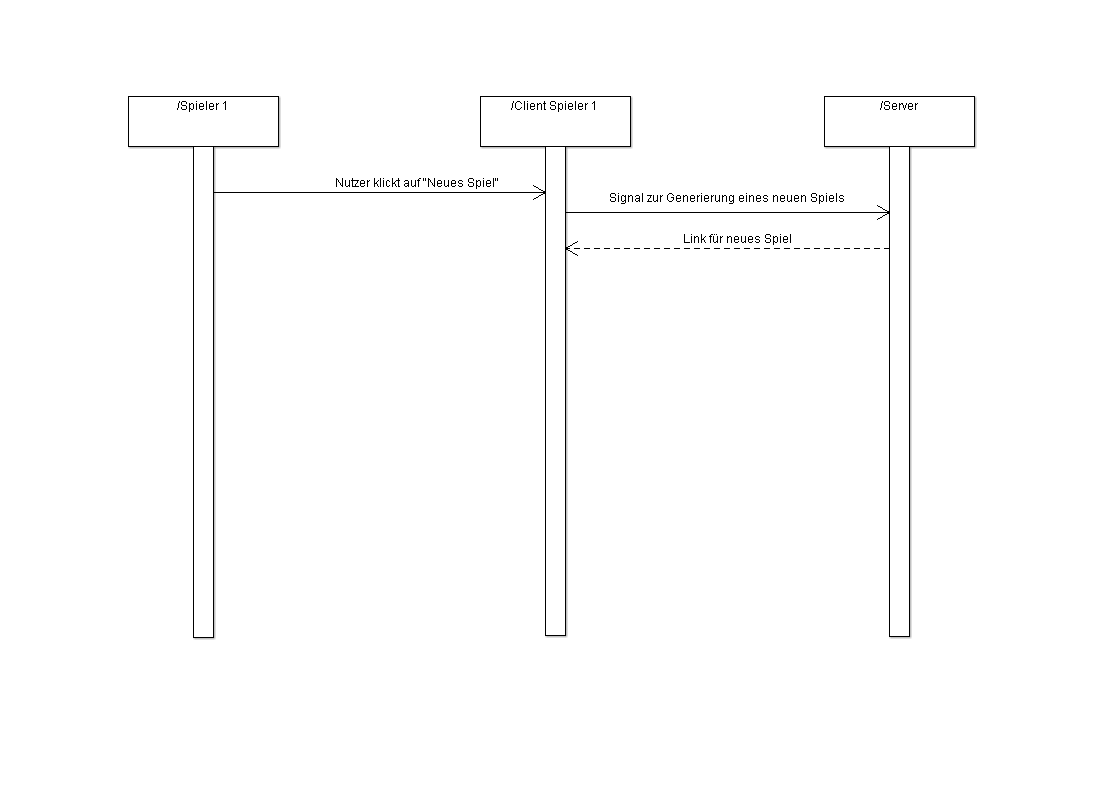 /Spieler 1
/Client Spieler 1
/Server
Nutzer klickt auf "Neues Spiel"
Signal zur Generierung eines neuen Spiels
Link für neues Spiel